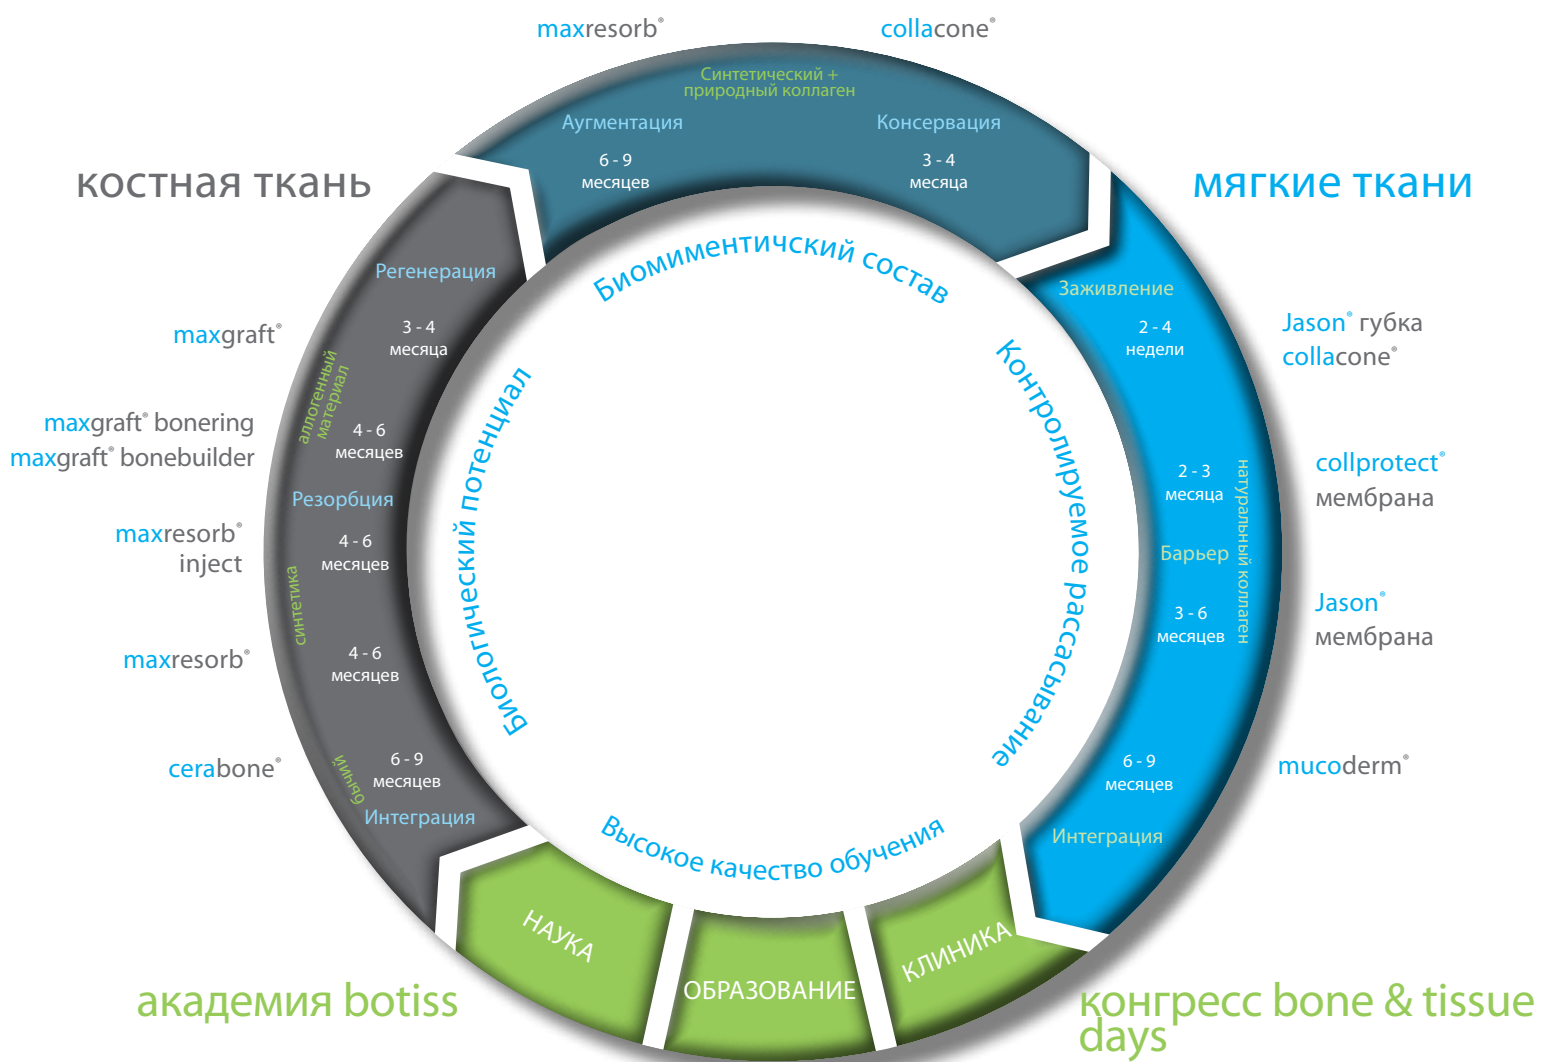 maxresorb®
collacone®
Синтетический +
природный коллаген
Аугментация
6 - 9
месяцев
Консервация
3 - 4
месяца
костная ткань
мягкие ткани
Регенерация
3 - 4
месяца
maxgraft®
аллогенный
материал
maxgraft® bonering
maxgraft® bonebuilder
4 - 6
месяцев
Резорбция
maxresorb®
inject
4 - 6
месяцев
синтетика
maxresorb®
4 - 6
месяцев
cerabone®
бычий
6 - 9
месяцев
Интеграция
Биомиментичский состав
Биологический потенциал
Контролируемое рассасывание
Высокое качество обучения
Заживление
2 - 4
недели
Jason® губка
collacone®
2 - 3
месяца
collprotect®
мембрана
натуральный коллаген
Барьер
3 - 6
месяцев
Jason®
мембрана
6 - 9
месяцев
mucoderm®
Интеграция
НАУКА
ОБРАЗОВАНИЕ
КЛИНИКА
академия botiss
конгресс bone & tissue
days